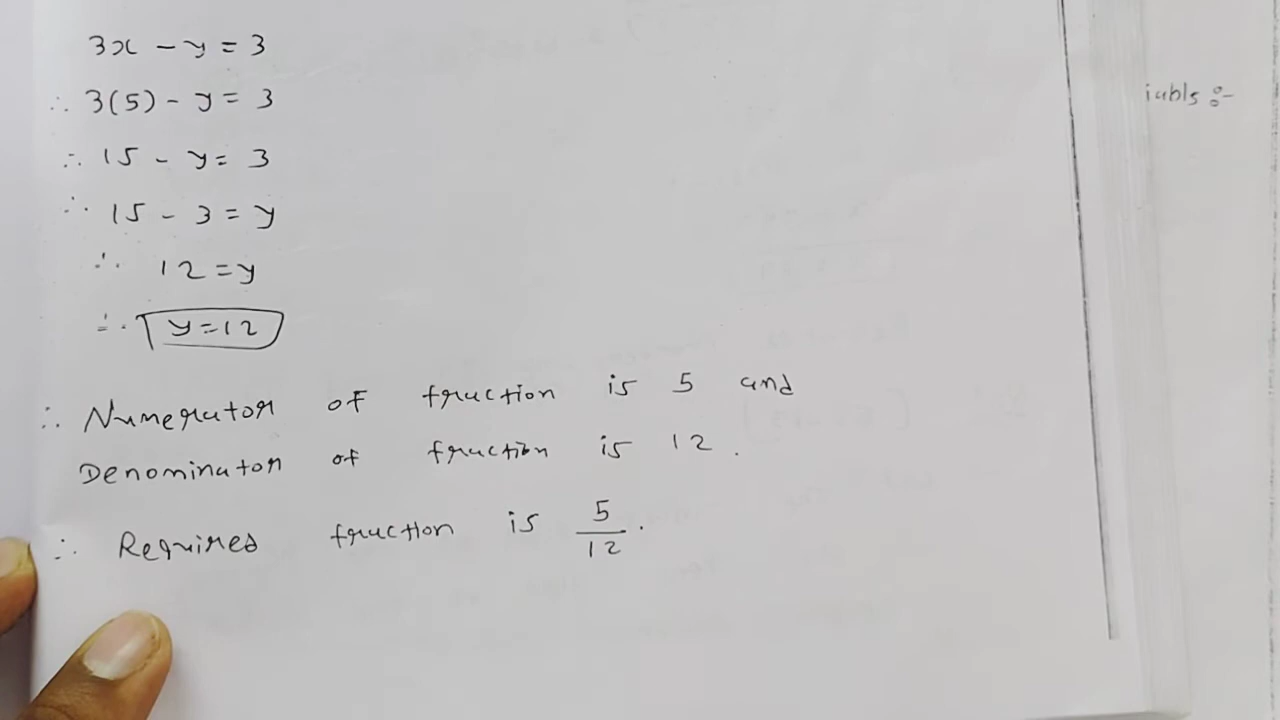 3x - y = 3
∴ 3(5) - y = 3
∴ 15 - y = 3
∴ 15 - 3 = y
∴ 12 = y
∴ y = 12
∴ Numerator of fraction is 5 and
Denominator of fraction is 12.
∴ Required fraction is 5/12.
iabls :-